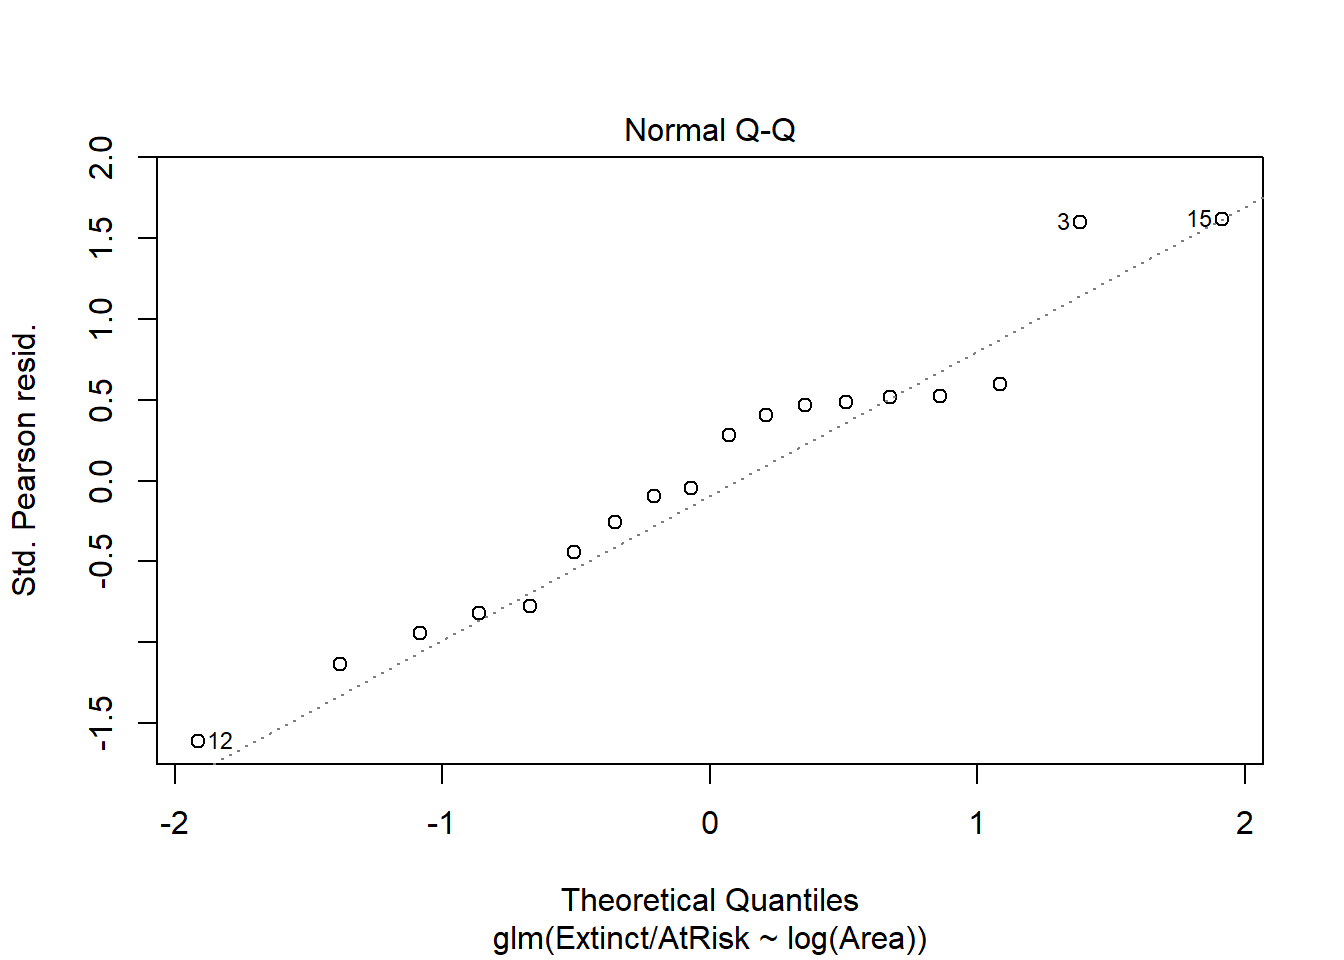 Normal Q-Q
Std. Pearson resid.
2.0
1.5
1.0
0.5
0.0
-0.5
-1.5
3
15
12
-2 -1 0 1 2
Theoretical Quantiles
glm(Extinct/AtRisk ~ log(Area))